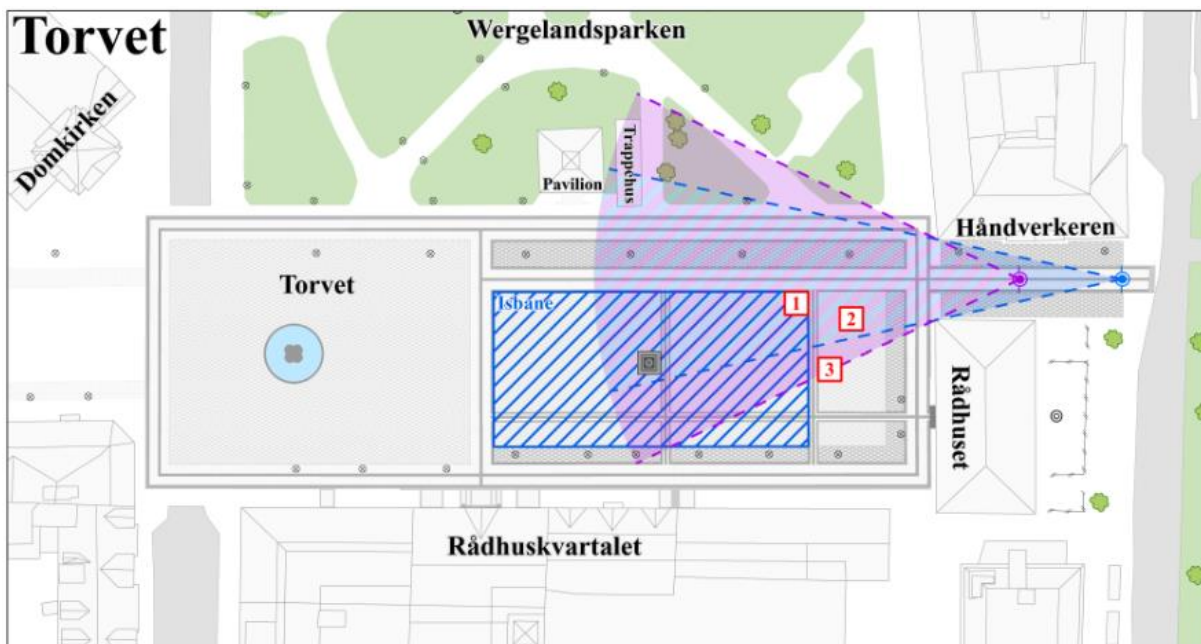 Torvet
Wergelandsparken
Domkirken
Trappehus
Pavilion
Håndverkeren
Torvet
Isbane
1
2
3
Rådhuset
Rådhuskvartalet